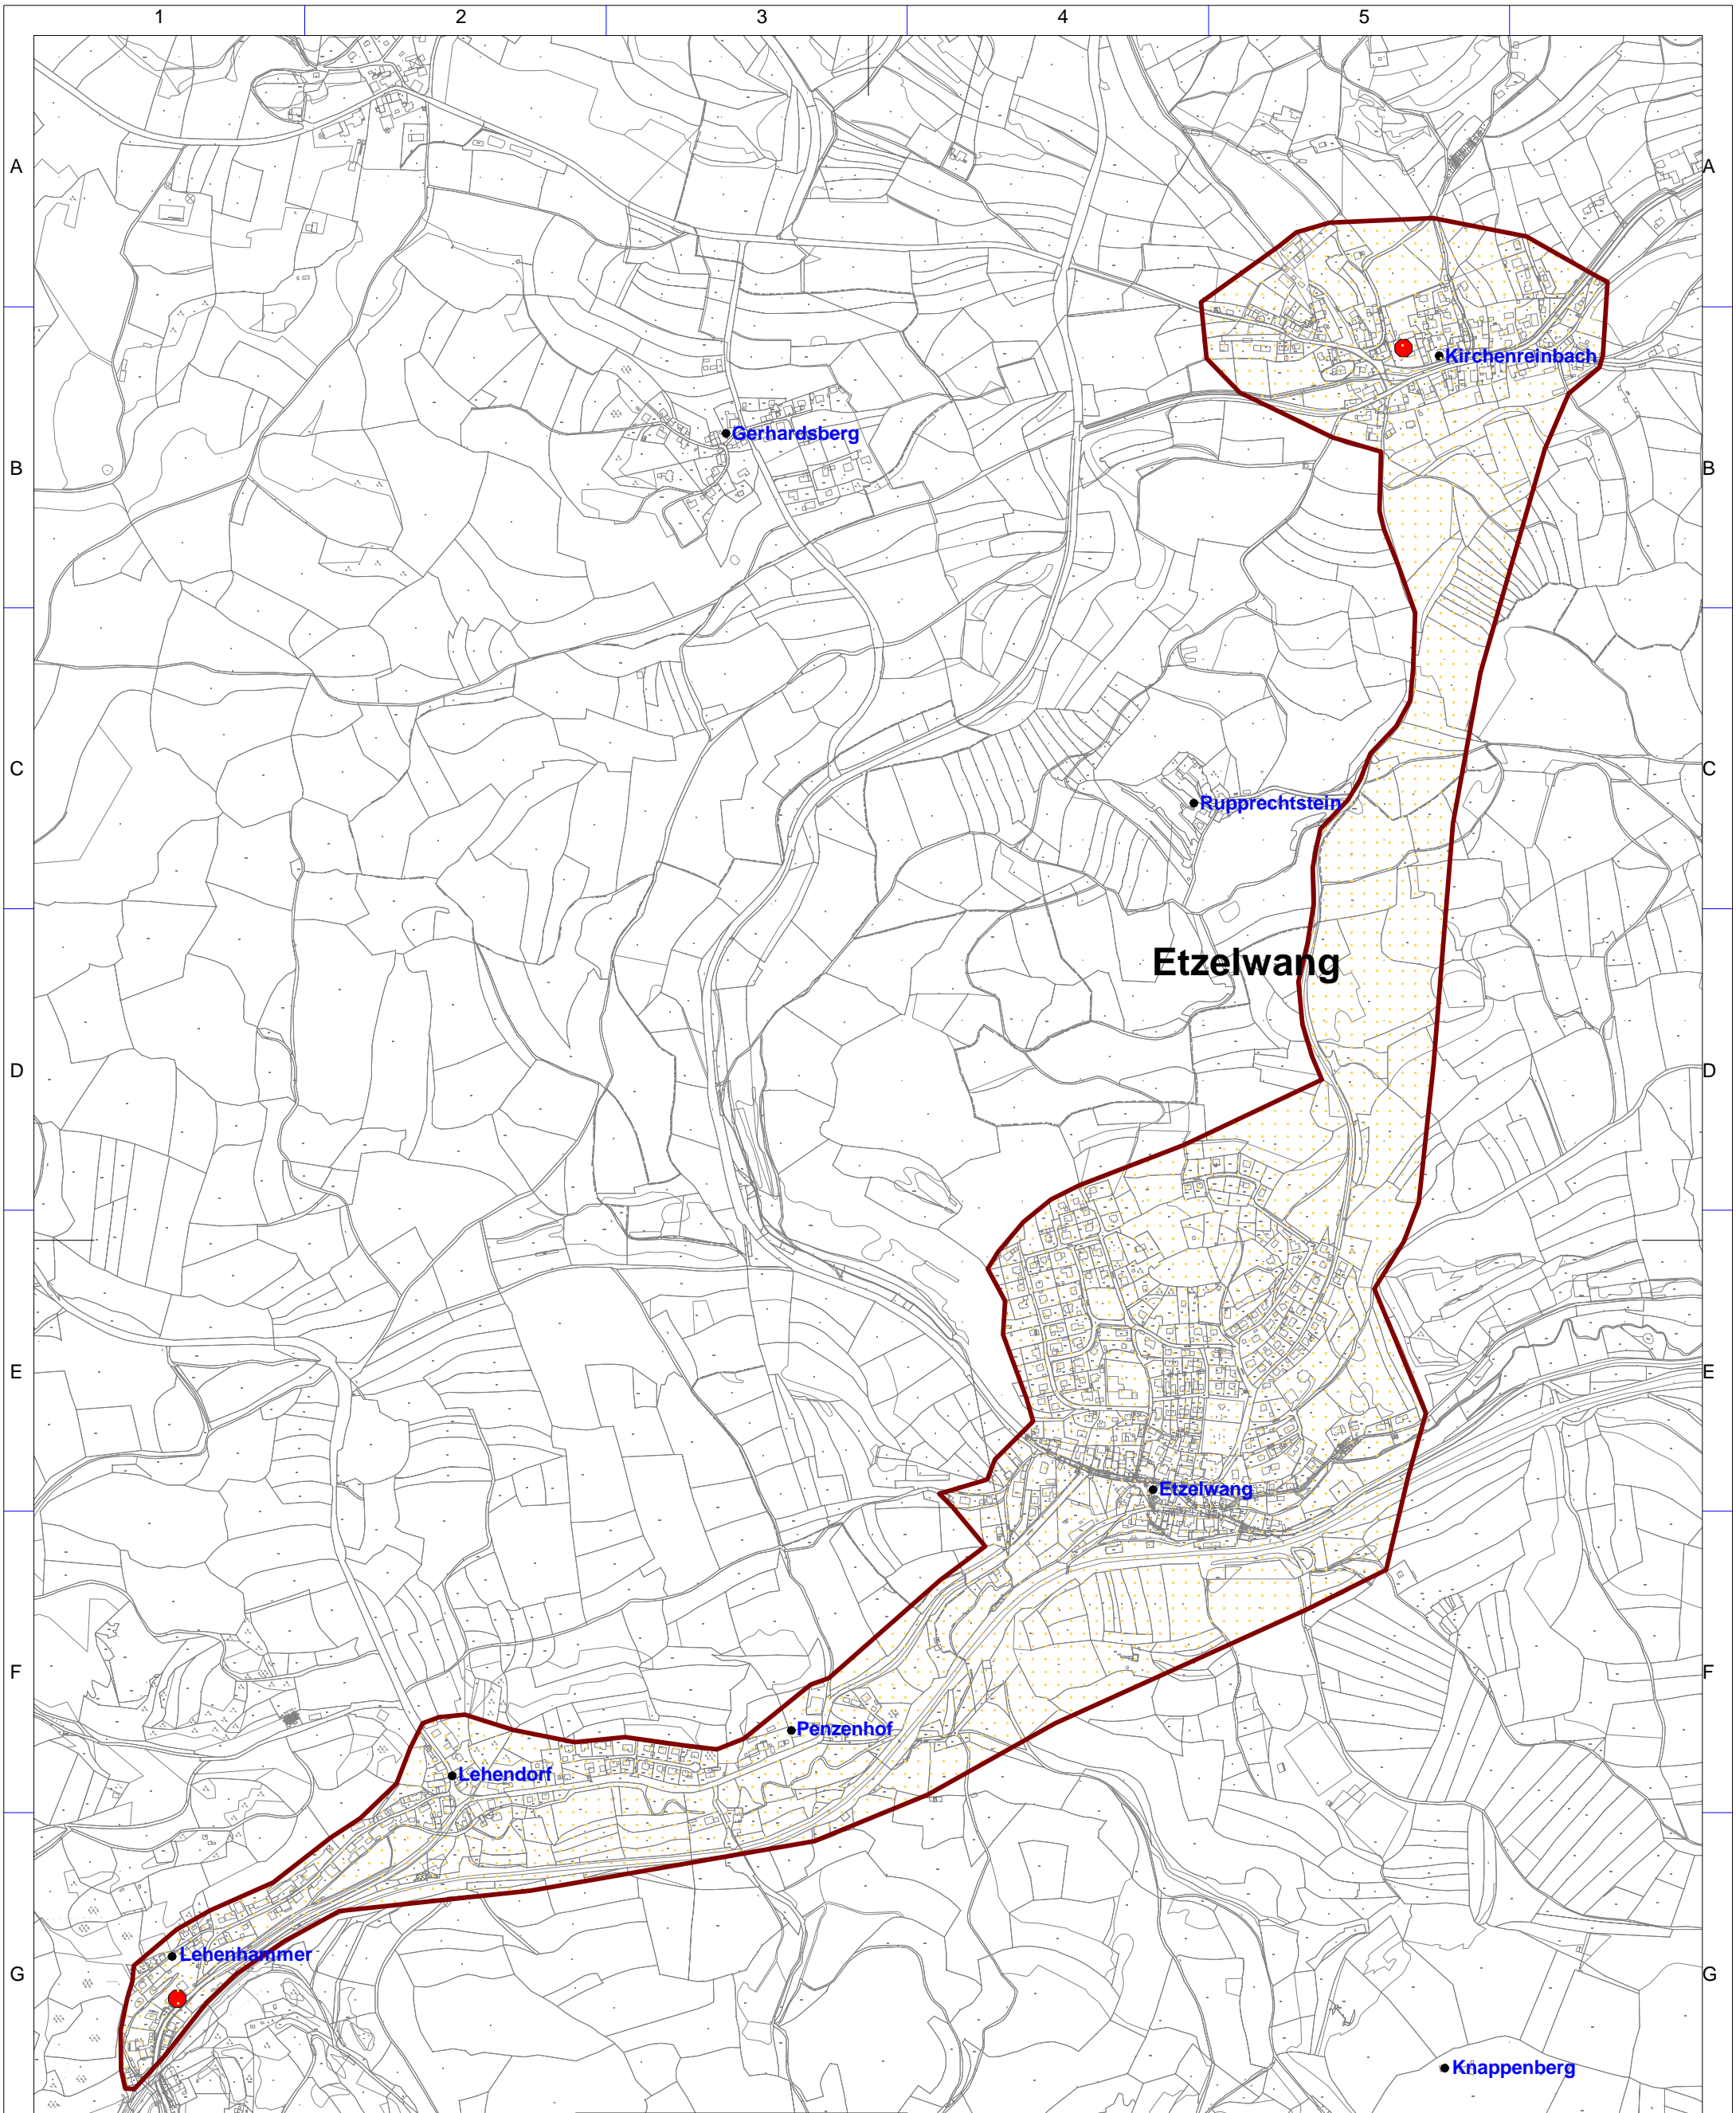 1 2 3 4 5
A A
Kirchenreinbach
Gerhardsberg
B B
C C
Rupprechtstein
Etzelwang
D D
E E
Etzelwang
F F
Penzenhof
Lehendorf
Lehenhammer
G G
Knappenberg